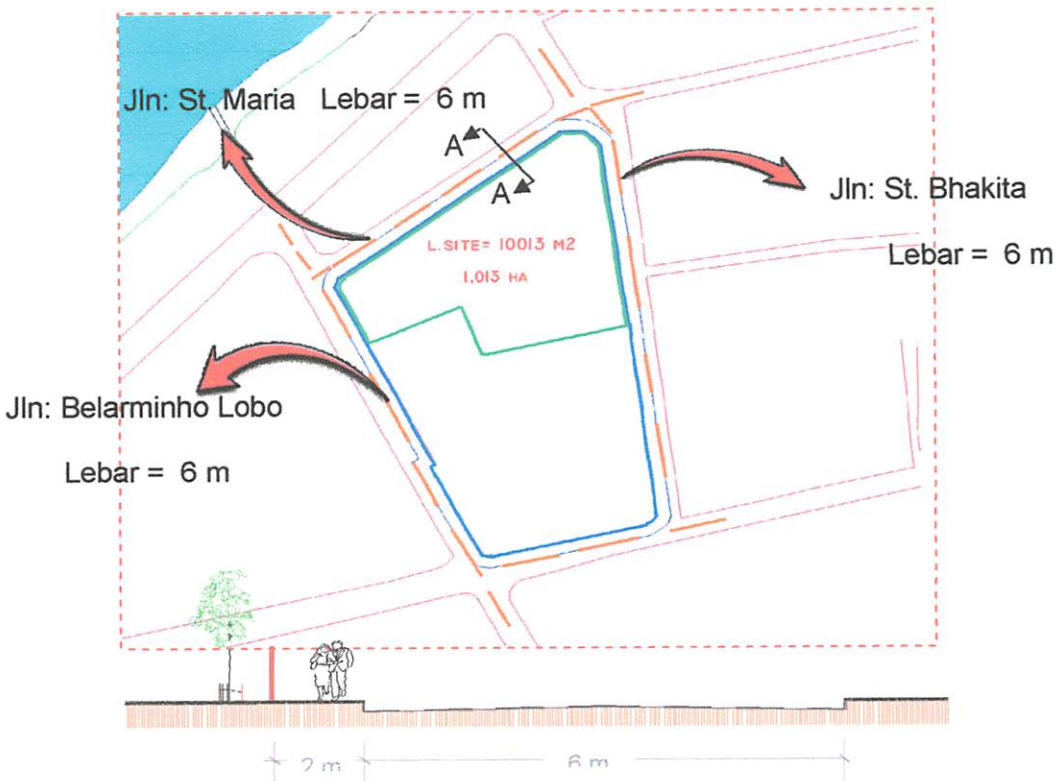 Jln: St. Maria Lebar = 6 m
A
A
Jln: St. Bhakita
Lebar = 6 m
L.SITE= 10013 M2
1.013 HA
Jln: Belarminho Lobo
Lebar = 6 m
2 m
6 m